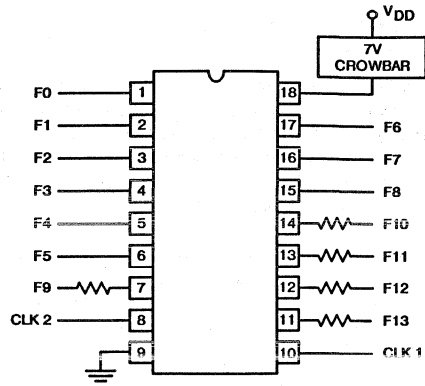 VDD
7V
CROWBAR
F0 1 18
F1 2 17 F6
F2 3 16 F7
F3 4 15 F8
F4 5 14 F10
F5 6 13 F11
F9 7 12 F12
CLK 2 8 11 F13
9 10 CLK 1